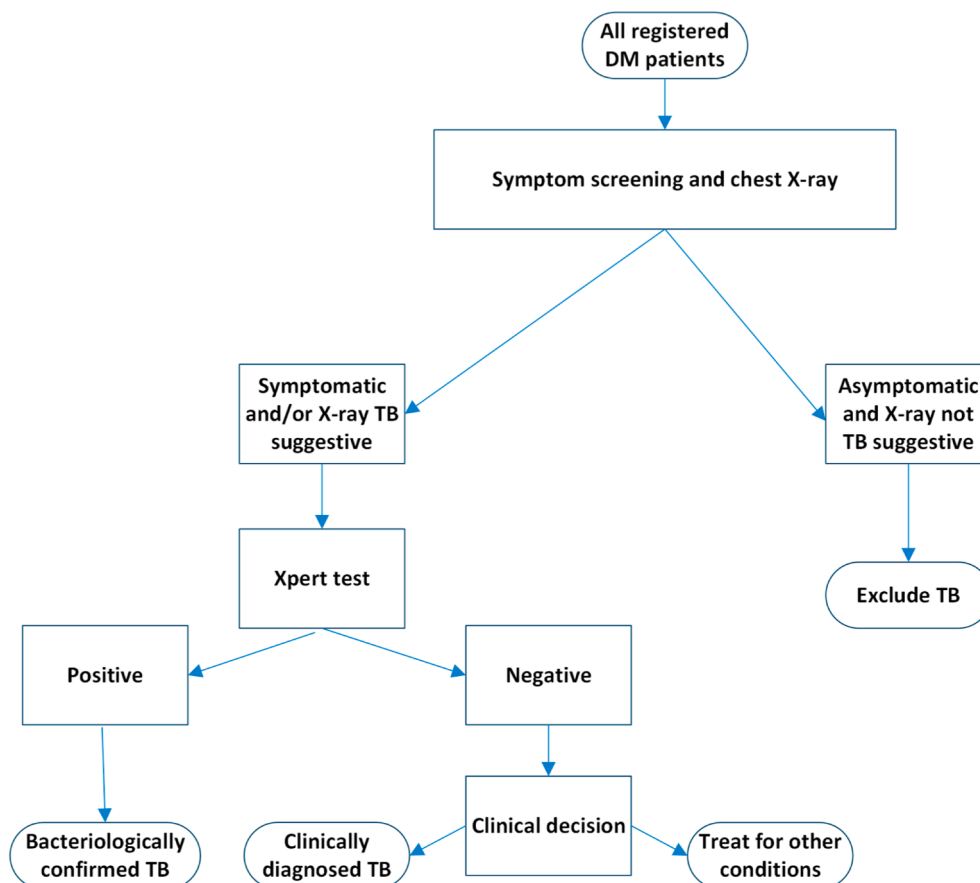 All registered
DM patients
Symptom screening and chest X-ray
Symptomatic
and/or X-ray TB
suggestive
Asymptomatic
and X-ray not
TB suggestive
Xpert test
Exclude TB
Positive
Negative
Clinical decision
Bacteriologically
confirmed TB
Clinically
diagnosed TB
Treat for other
conditions